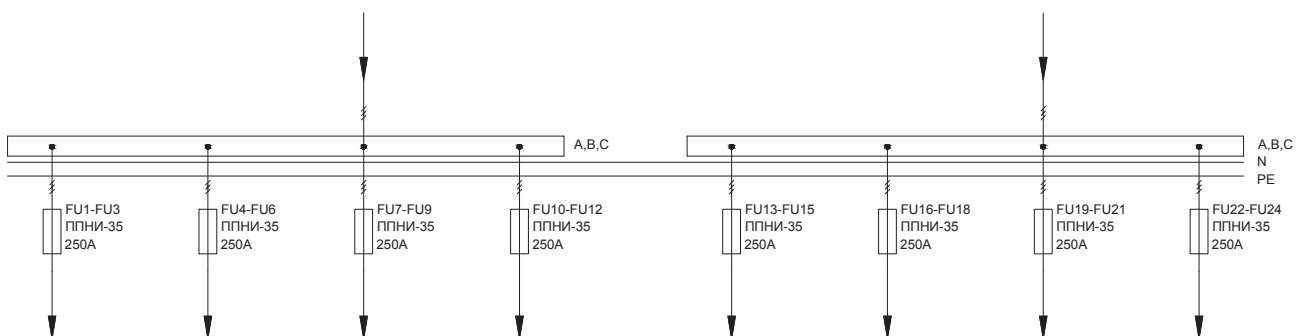 A,B,C
A,B,C
N
PE
FU1-FU3
ППНИ-35
250А
FU4-FU6
ППНИ-35
250А
FU7-FU9
ППНИ-35
250А
FU10-FU12
ППНИ-35
250А
FU13-FU15
ППНИ-35
250А
FU16-FU18
ППНИ-35
250А
FU19-FU21
ППНИ-35
250А
FU22-FU24
ППНИ-35
250А